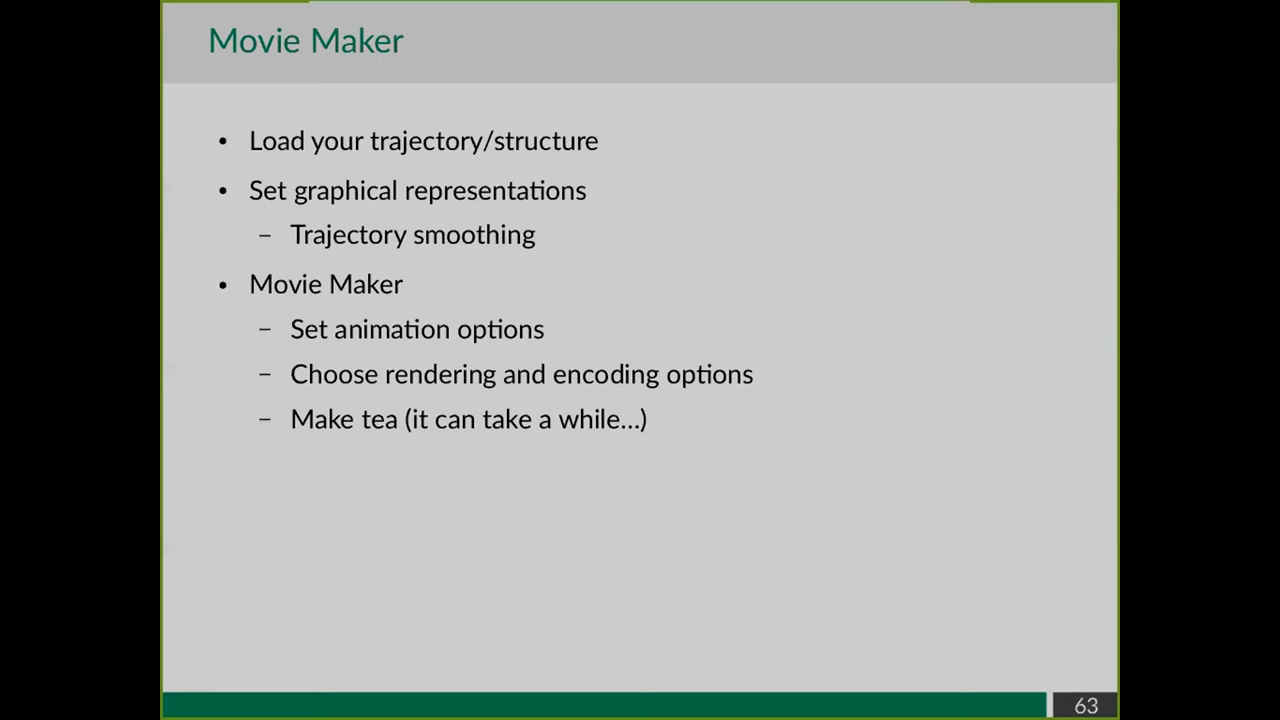 Movie Maker
• Load your trajectory/structure
• Set graphical representations
– Trajectory smoothing
• Movie Maker
– Set animation options
– Choose rendering and encoding options
– Make tea (it can take a while...)
63